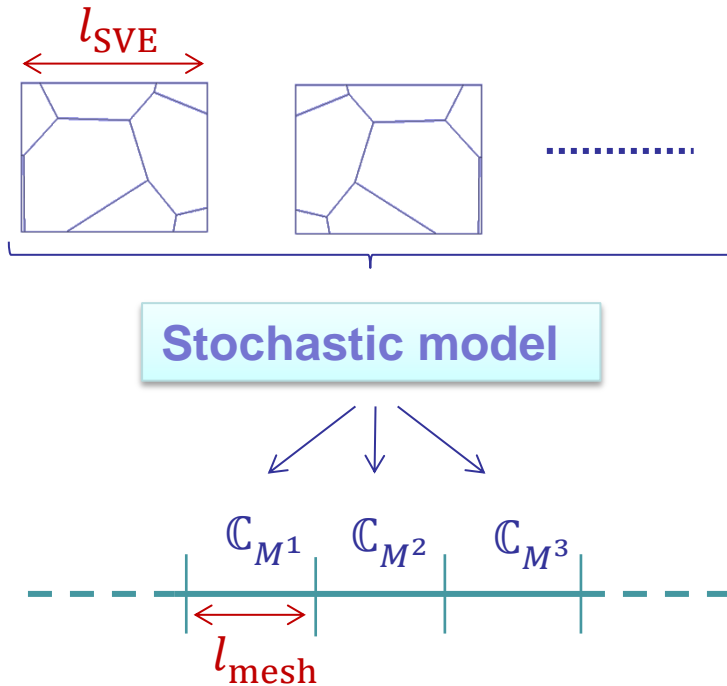 l_SVE
Stochastic model
ℂ_{M^1} ℂ_{M^2} ℂ_{M^3}
l_mesh